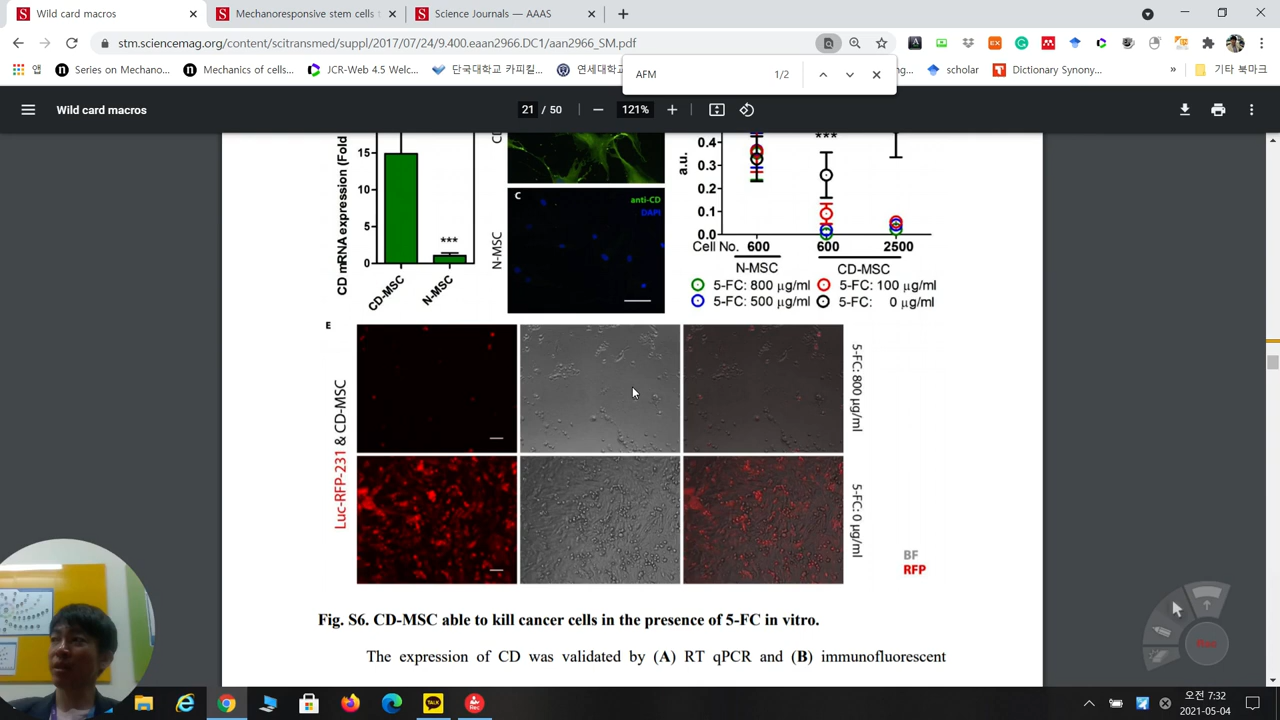 Wild card macros
Mechanoresponsive stem cells t
Science Journals — AAAS
stm.sciencemag.org/content/scitransmed/suppl/2017/07/24/9.400.eaan2966.DC1/aan2966_SM.pdf
앱
Series on Mechano...
Mechanics of cells...
JCR-Web 4.5 Welc...
단국대학교 카피킬...
연세대학교
scholar
Dictionary Synony...
»
기타 북마크
AFM
1/2
Wild card macros
21 / 50
121%
CD mRNA expression (Fold
15
10
5
0
***
CD-MSC
N-MSC
C
anti-CD
DAPI
N-MSC
a.u.
0.4
0.3
0.2
0.1
0.0
***
Cell No. 600 600 2500
N-MSC CD-MSC
5-FC: 800 μg/ml 5-FC: 100 μg/ml
5-FC: 500 μg/ml 5-FC: 0 μg/ml
E
Luc-RFP-231 & CD-MSC
5-FC: 800 μg/ml
5-FC: 0 μg/ml
BF
RFP
Fig. S6. CD-MSC able to kill cancer cells in the presence of 5-FC in vitro.
The expression of CD was validated by (A) RT qPCR and (B) immunofluorescent
TALK
Rec
오전 7:32
2021-05-04